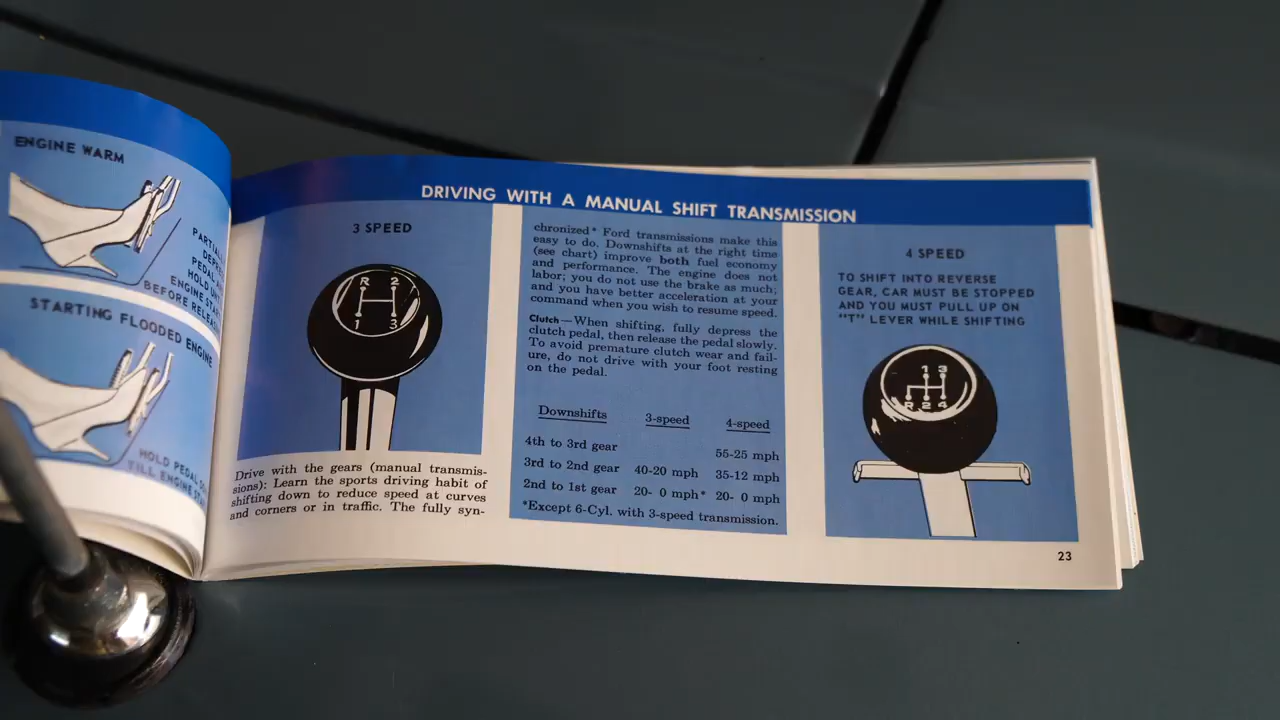 ENGINE WARM
BEFORE
STARTING FLOODED ENGINE
HOLD PEDAL
TILL ENGINE
DRIVING WITH A MANUAL SHIFT TRANSMISSION
3 SPEED
R 2
1 3
Drive with the gears (manual transmis-
sions): Learn the sports driving habit of
shifting down to reduce speed at curves
and corners or in traffic. The fully syn-
chronized* Ford transmissions make this
easy to do. Downshifts at the right time
(see chart) improve both fuel economy
and performance. The engine does not
labor; you do not use the brake as much;
and you have better acceleration at your
command when you wish to resume speed.
Clutch—When shifting, fully depress the
clutch pedal, then release the pedal slowly.
To avoid premature clutch wear and fail-
ure, do not drive with your foot resting
on the pedal.
Downshifts 3-speed 4-speed
4th to 3rd gear 55-25 mph
3rd to 2nd gear 40-20 mph 35-12 mph
2nd to 1st gear 20- 0 mph* 20- 0 mph
*Except 6-Cyl. with 3-speed transmission.
4 SPEED
TO SHIFT INTO REVERSE
GEAR, CAR MUST BE STOPPED
AND YOU MUST PULL UP ON
"T" LEVER WHILE SHIFTING
1 3
R 2 4
23